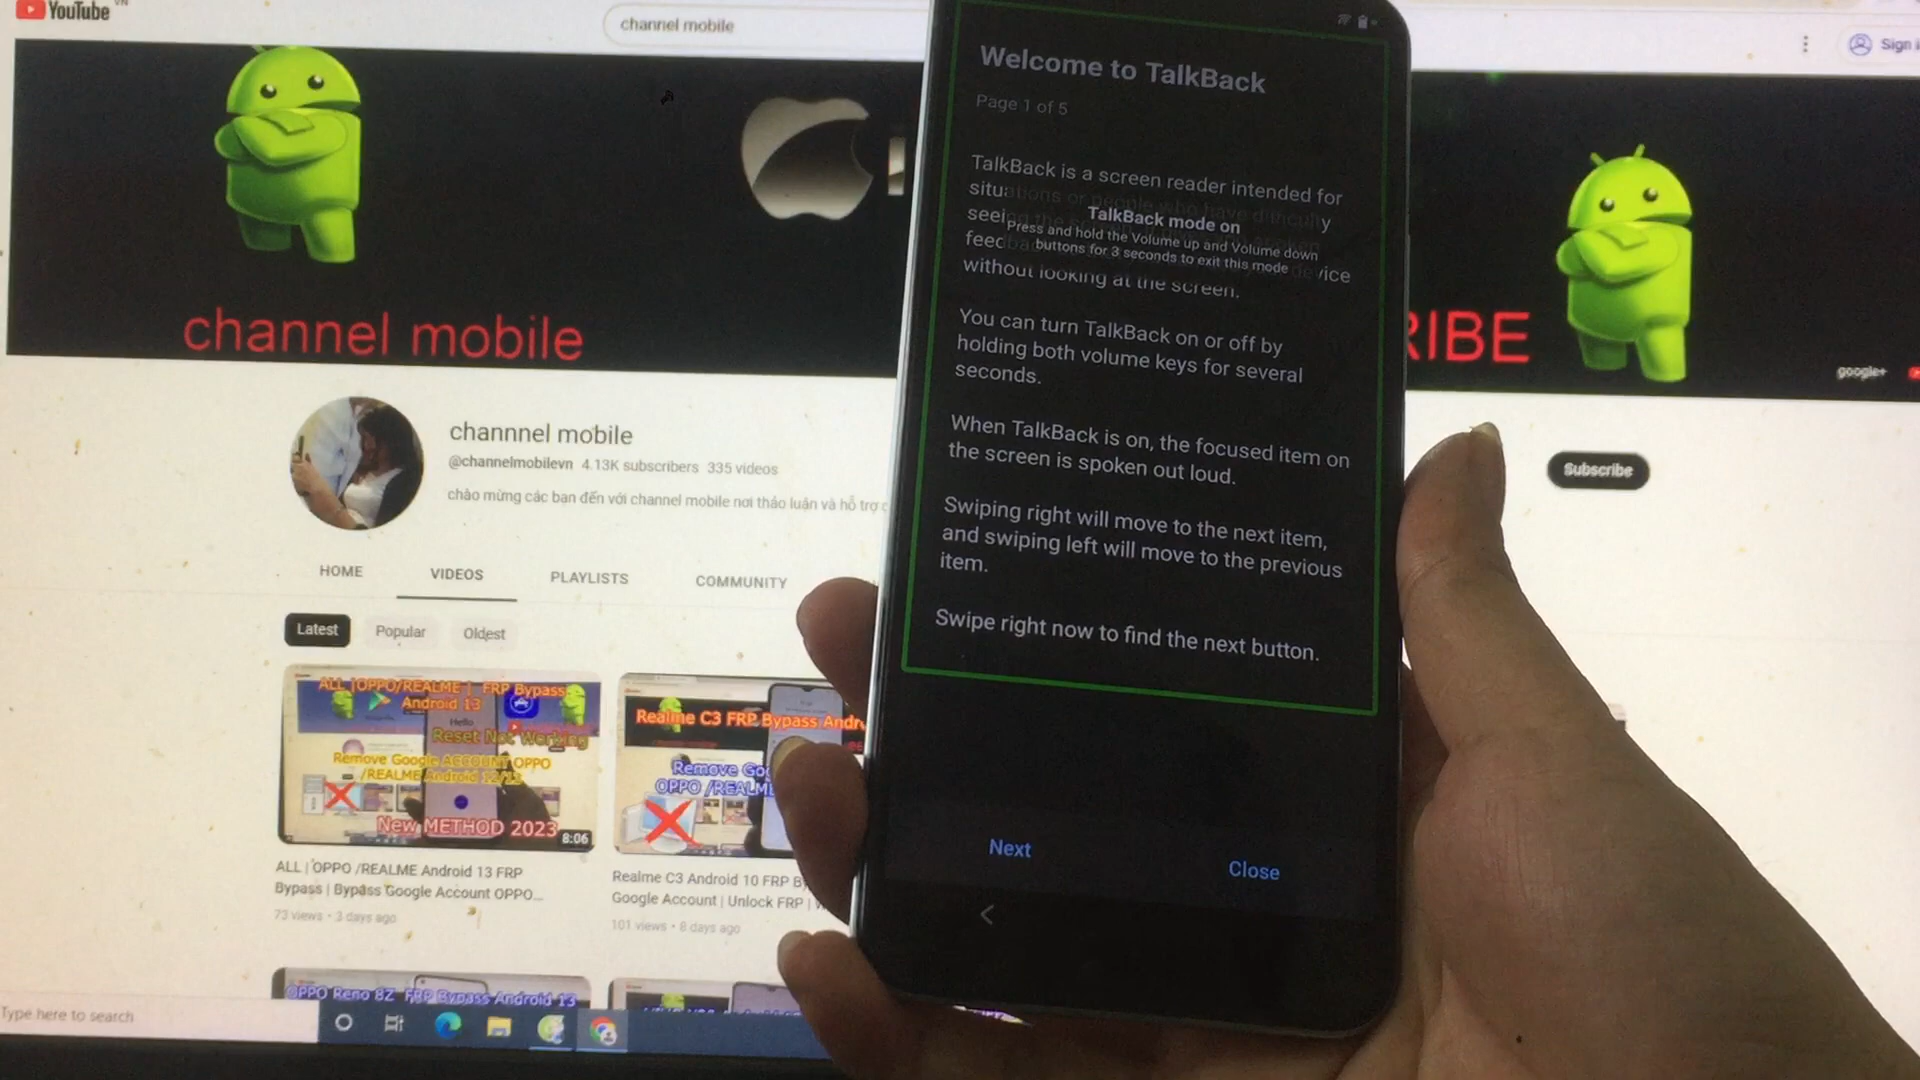 YouTube VN
channel mobile
Sign i
channel mobile
RIBE
google+
channnel mobile
@channelmobilevn 4.13K subscribers 335 videos
chào mừng các bạn đến với channel mobile nơi thảo luận và hỗ trợ
Subscribe
HOME VIDEOS PLAYLISTS COMMUNITY
Latest Popular Oldest
ALL |OPPO/REALME | FRP Bypass
Android 13
Hello
Reset Not Working
Remove Google ACCOUNT OPPO
/REALME Android 12/13
New METHOD 2023
8:06
ALL | OPPO /REALME Android 13 FRP
Bypass | Bypass Google Account OPPO...
73 views • 3 days ago
Realme C3 FRP Bypass Andr
Remove Goo
OPPO /REALM
Realme C3 Android 10 FRP B
Google Account | Unlock FRP |
101 views • 8 days ago
OPPO Reno 8Z FRP Bypass Android 13
Type here to search
Welcome to TalkBack
Page 1 of 5
TalkBack is a screen reader intended for
situations or people who have difficulty
seeing the
TalkBack mode on
Press and hold the Volume up and Volume down
buttons for 3 seconds to exit this mode
without looking at the screen.
You can turn TalkBack on or off by
holding both volume keys for several
seconds.
When TalkBack is on, the focused item on
the screen is spoken out loud.
Swiping right will move to the next item,
and swiping left will move to the previous
item.
Swipe right now to find the next button.
Next Close